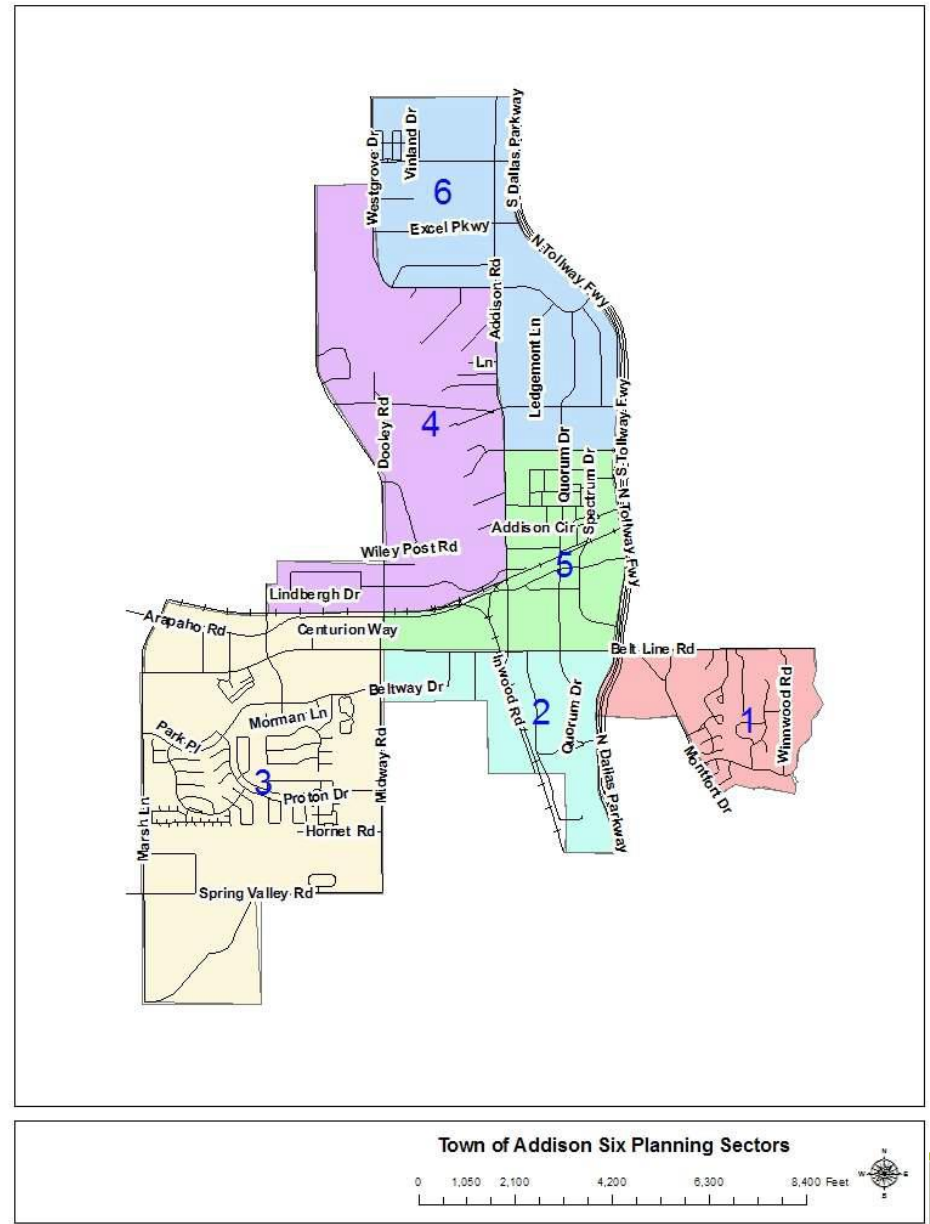 S Dallas Parkway
Westgrove Dr
Vinland Dr
6
Excel Pkwy
N Tollway Fwy
Addison Rd
Ledgemont Ln
Ln
Dooley Rd
4
S Tollway Fwy
Quorum Dr
Spectrum Dr
Addison Cir
Tollway Fwy
Wiley Post Rd
5
Lindbergh Dr
Arapaho Rd
Centurion Way
Belt Line Rd
Inwood Rd
Beltway Dr
Winnwood Rd
Quorum Dr
2
1
Morman Ln
Park Pl
Midway Rd
N Dallas Parkway
Montfort Dr
3
Proton Dr
Marsh Ln
Hornet Rd
Spring Valley Rd
Town of Addison Six Planning Sectors
0 1,050 2,100 4,200 6,300 8,400 Feet
N
W E
S